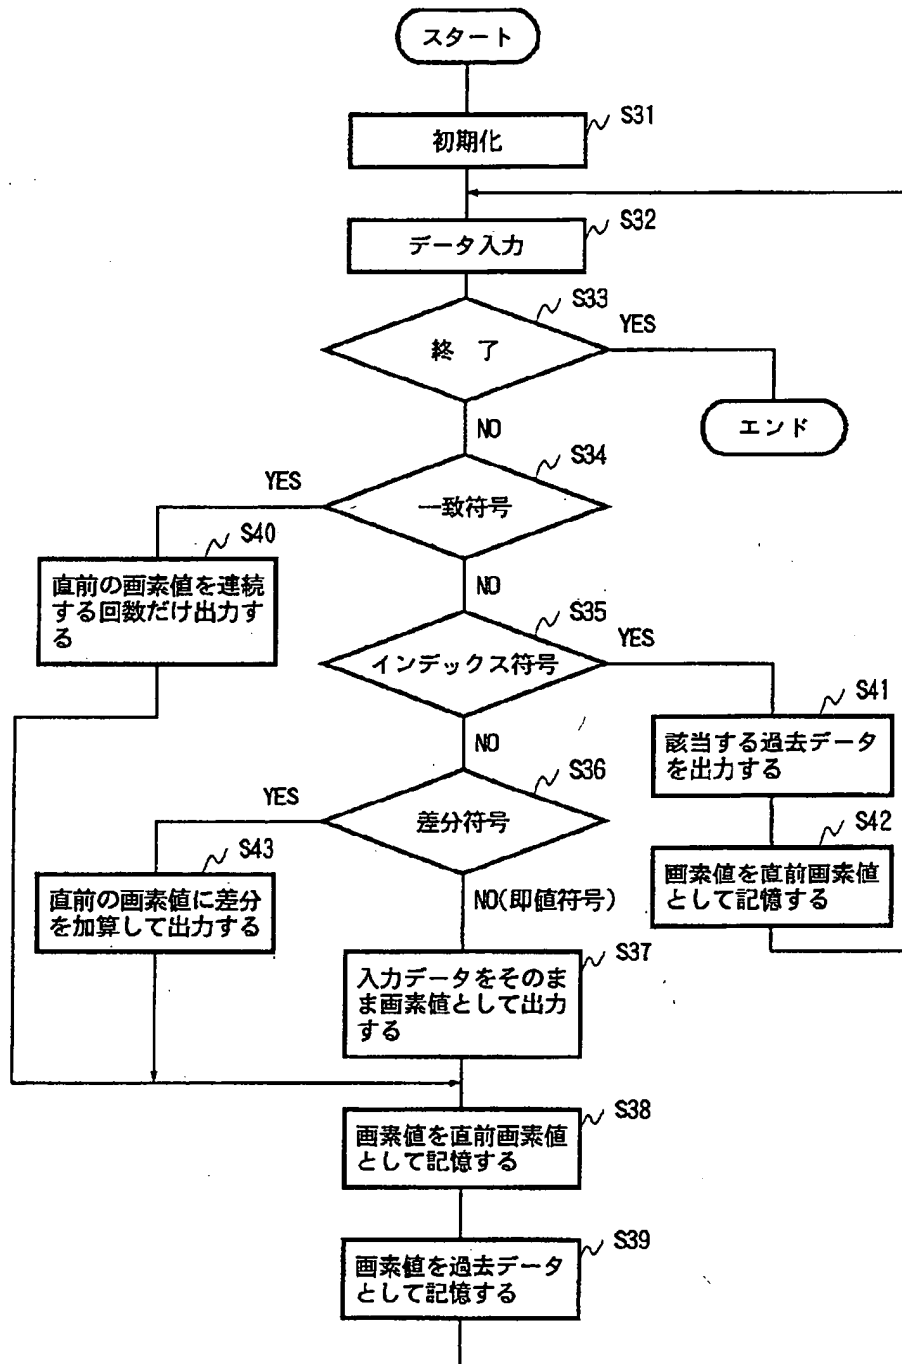 スタート
S31
初期化
S32
データ入力
S33
終 了
YES
エンド
NO
S34
一致符号
YES
S40
直前の画素値を連続
する回数だけ出力す
る
NO
S35
インデックス符号
YES
S41
該当する過去データ
を出力する
S42
画素値を直前画素値
として記憶する
NO
S36
差分符号
YES
S43
直前の画素値に差分
を加算して出力する
NO(即値符号)
S37
入力データをそのま
ま画素値として出力
する
S38
画素値を直前画素値
として記憶する
S39
画素値を過去データ
として記憶する